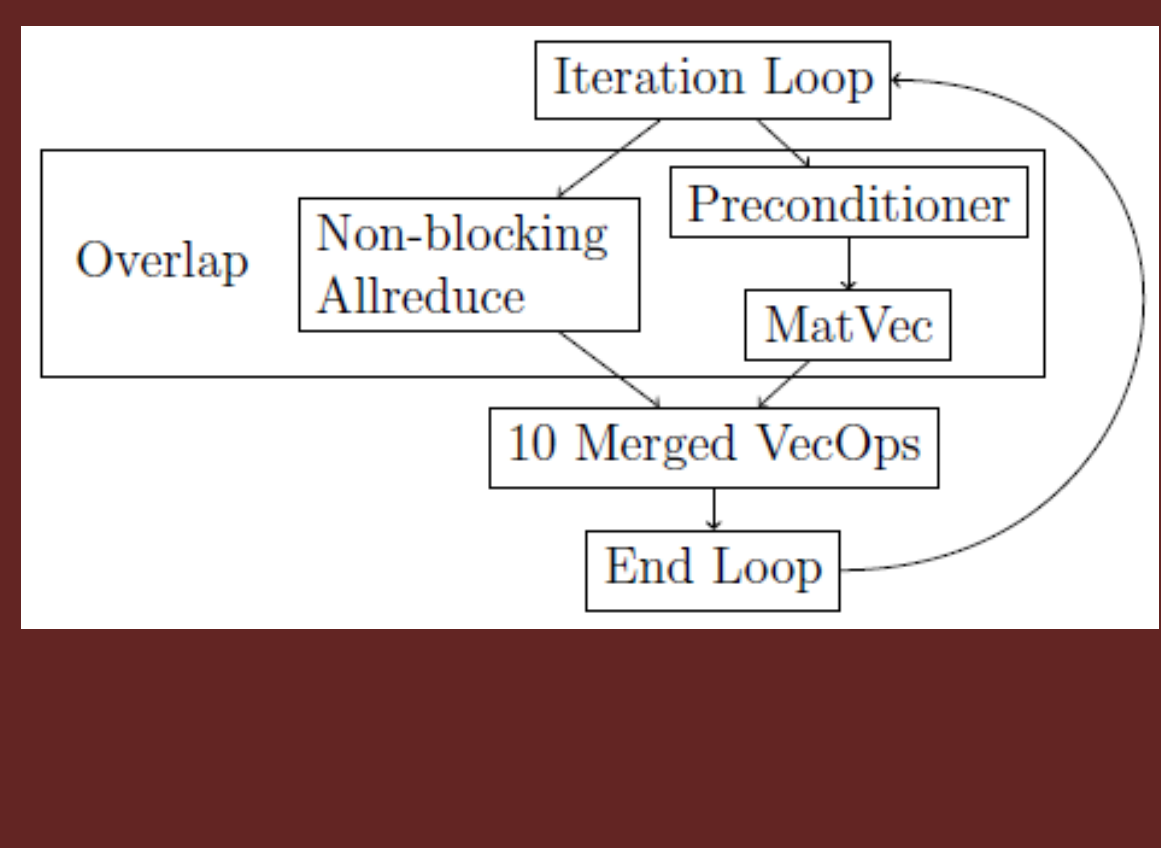 Iteration Loop
Overlap
Non-blocking
Allreduce
Preconditioner
MatVec
10 Merged VecOps
End Loop